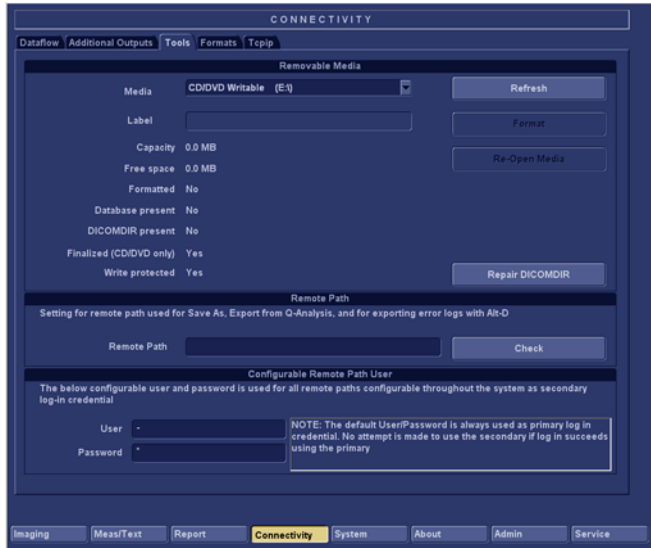 CONNECTIVITY
Dataflow Additional Outputs Tools Formats Tcpip
Removable Media
Media CD/DVD Writable (E:\) Refresh
Label Format
Capacity 0.0 MB
Re-Open Media
Free space 0.0 MB
Formatted No
Database present No
DICOMDIR present No
Finalized (CD/DVD only) Yes
Write protected Yes Repair DICOMDIR
Remote Path
Setting for remote path used for Save As, Export from Q-Analysis, and for exporting error logs with Alt-D
Remote Path Check
Configurable Remote Path User
The below configurable user and password is used for all remote paths configurable throughout the system as secondary
log-in credential
User -
Password *
NOTE: The default User/Password is always used as primary log in
credential. No attempt is made to use the secondary if log in succeeds
using the primary
Imaging Meas/Text Report Connectivity System About Admin Service